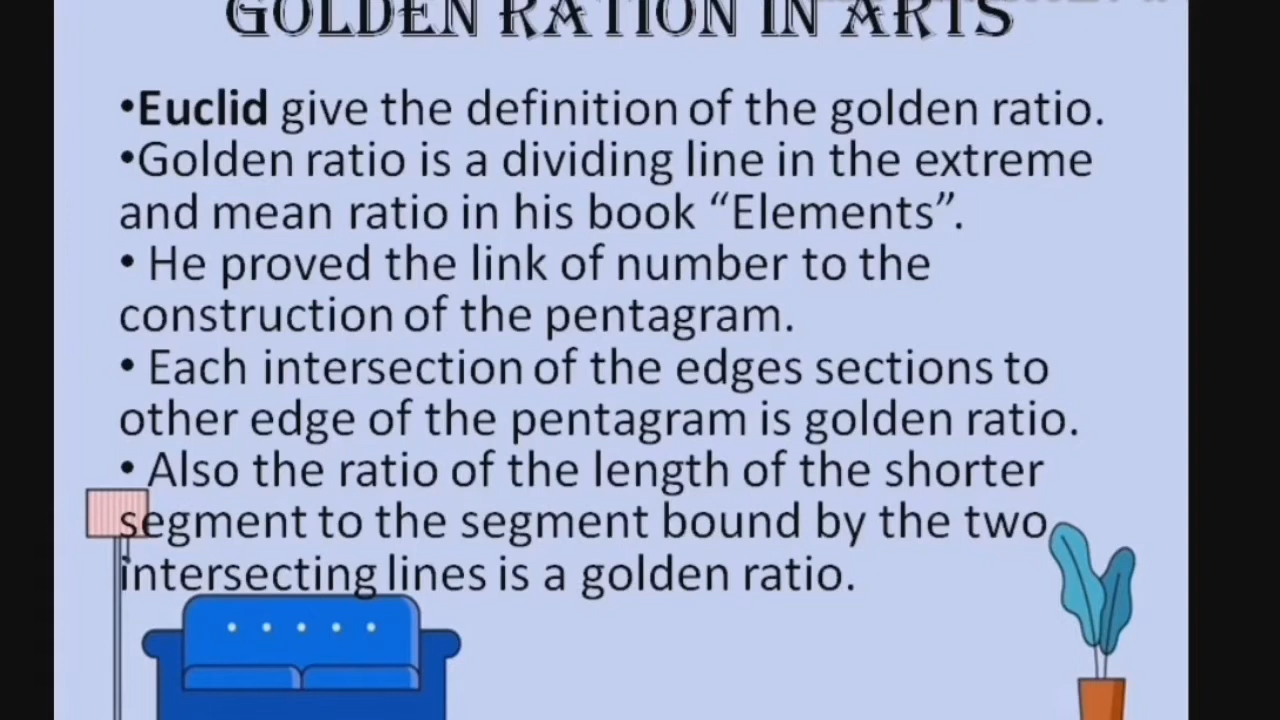 GOLDEN RATION IN ARTS
•Euclid give the definition of the golden ratio.
•Golden ratio is a dividing line in the extreme
and mean ratio in his book “Elements”.
• He proved the link of number to the
construction of the pentagram.
• Each intersection of the edges sections to
other edge of the pentagram is golden ratio.
• Also the ratio of the length of the shorter
segment to the segment bound by the two
intersecting lines is a golden ratio.